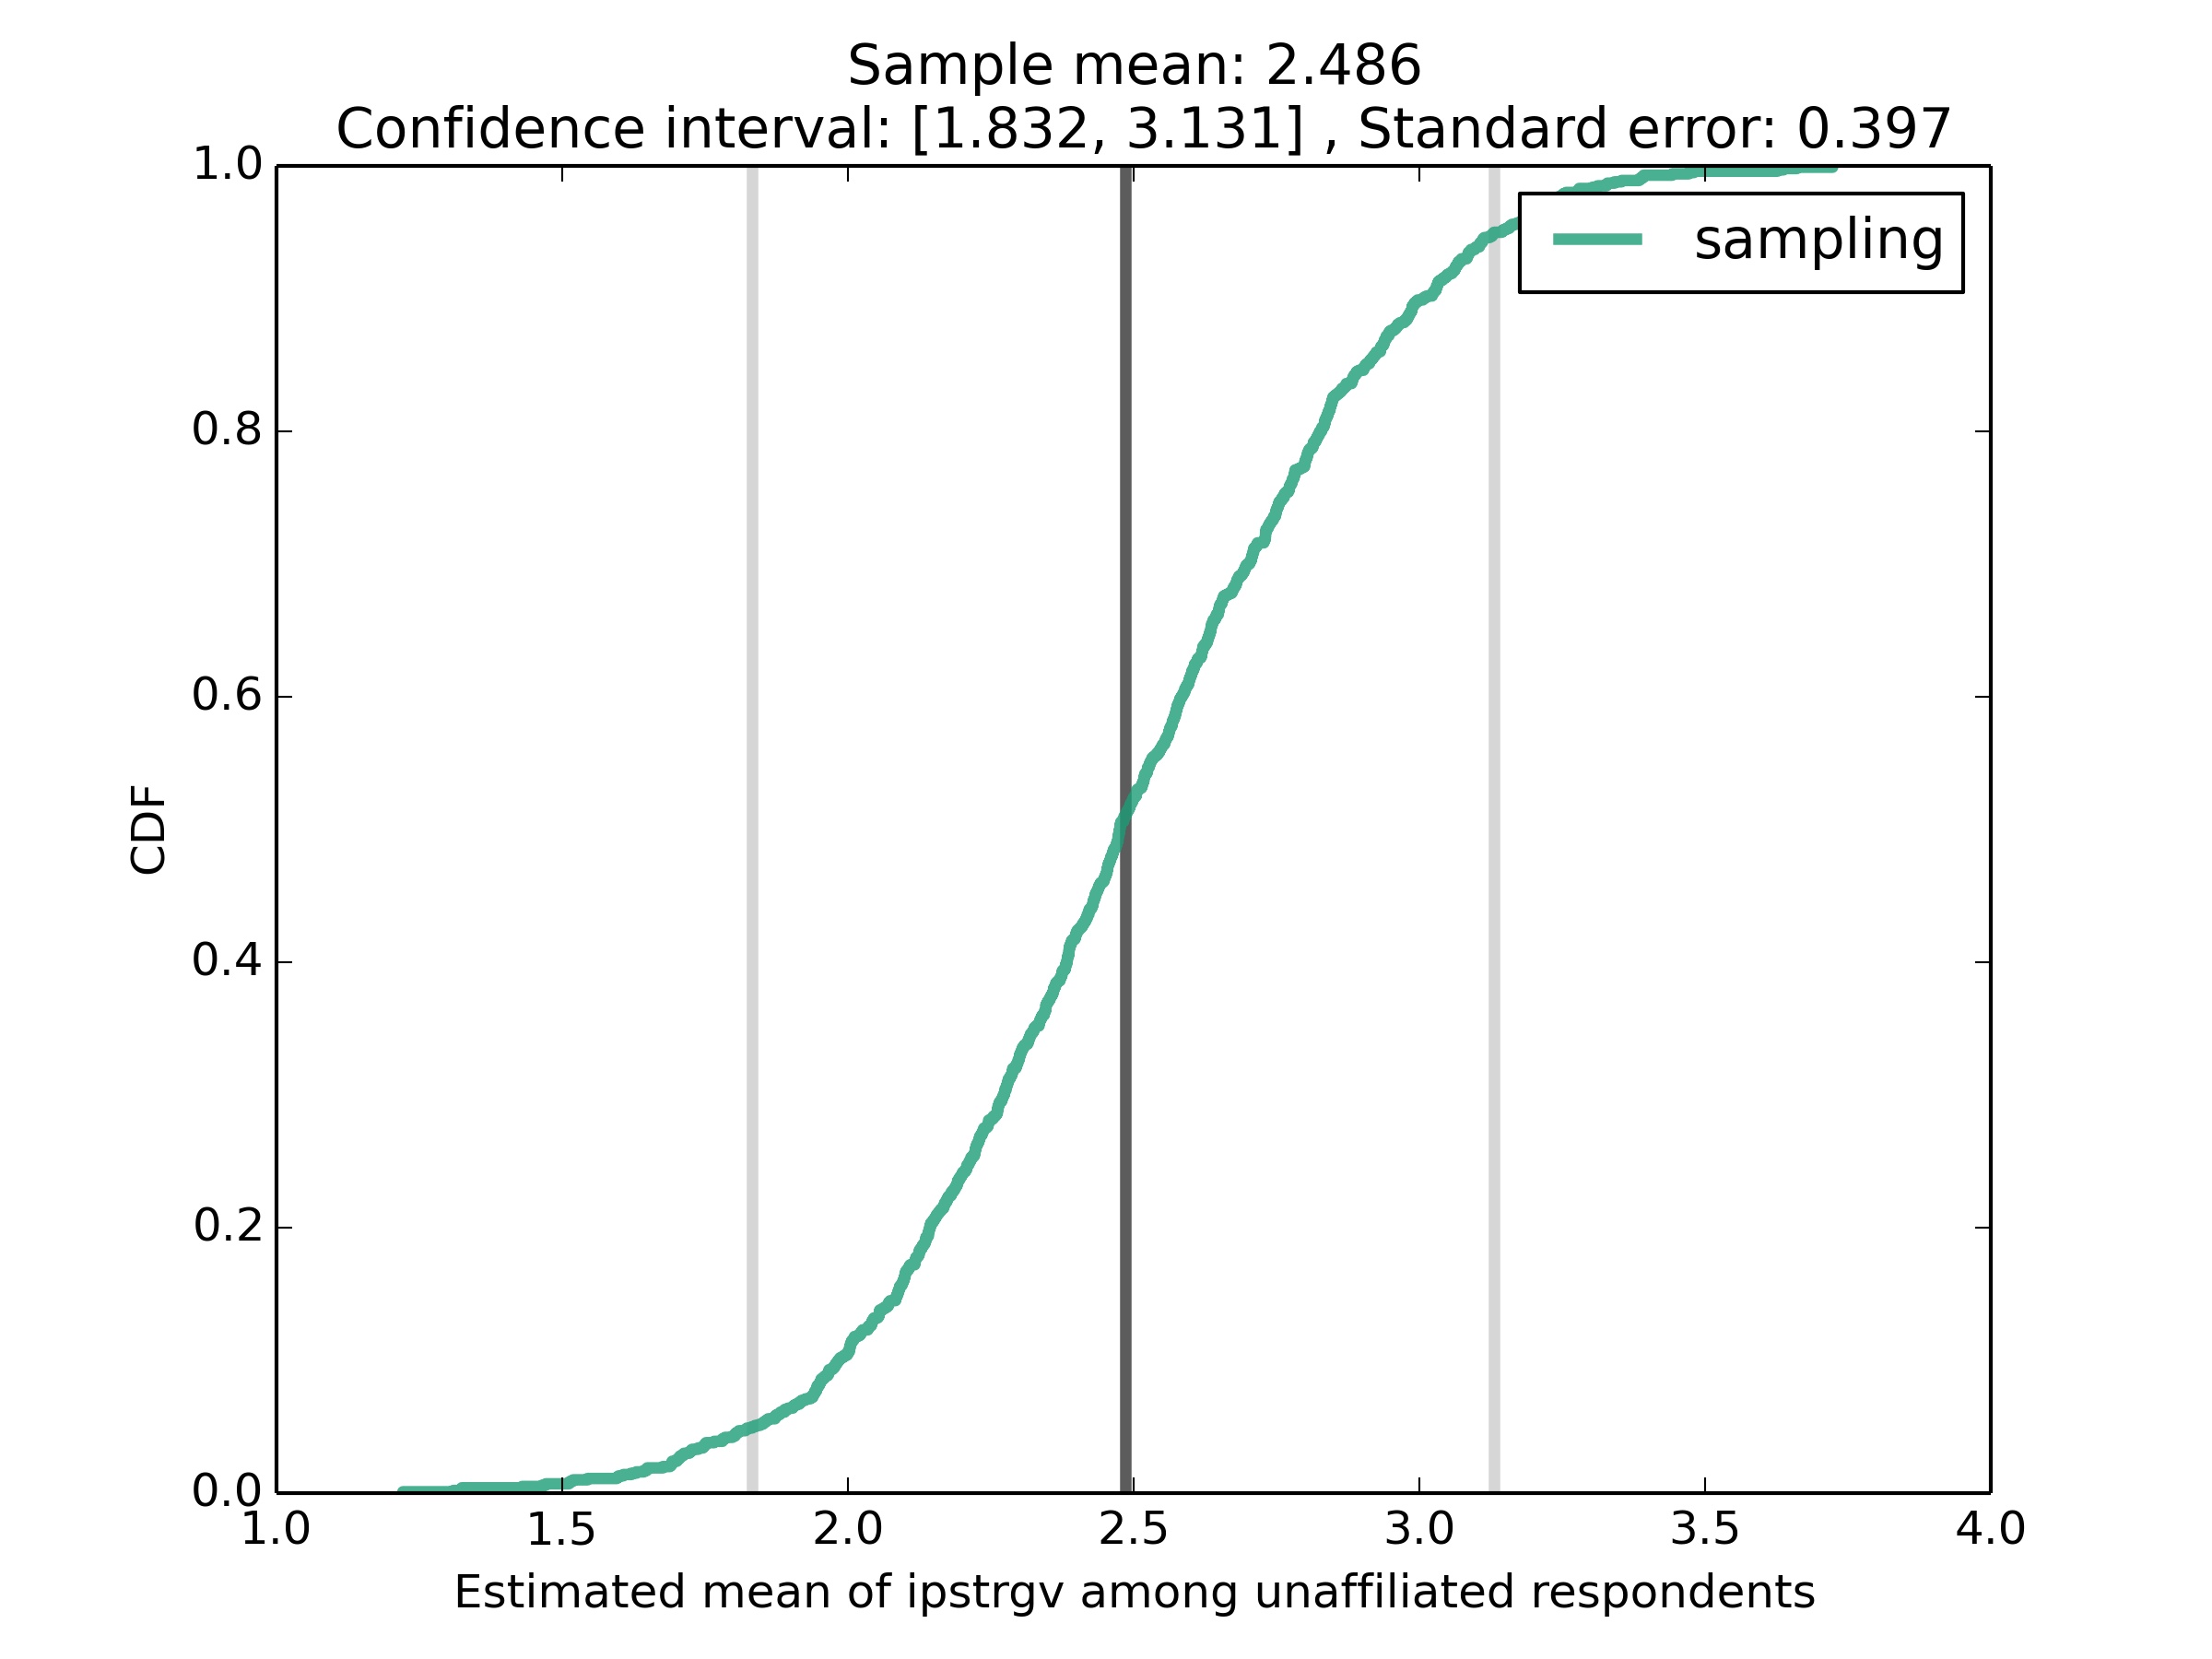 Sample mean: 2.486
Confidence interval: [1.832, 3.131] , Standard error: 0.397
1.0
sampling
0.8
0.6
CDF
0.4
0.2
0.0
1.0 1.5 2.0 2.5 3.0 3.5 4.0
Estimated mean of ipstrgv among unaffiliated respondents